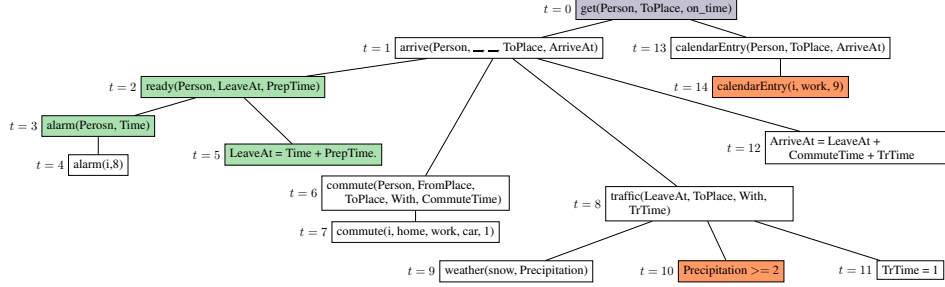 t = 0 get(Person, ToPlace, on_time)
t = 1 arrive(Person, _ _ ToPlace, ArriveAt)
t = 13 calendarEntry(Person, ToPlace, ArriveAt)
t = 2 ready(Person, LeaveAt, PrepTime)
t = 14 calendarEntry(i, work, 9)
t = 3 alarm(Perosn, Time)
t = 4 alarm(i,8)
t = 5 LeaveAt = Time + PrepTime.
t = 12 ArriveAt = LeaveAt +
CommuteTime + TrTime
t = 6 commute(Person, FromPlace,
ToPlace, With, CommuteTime)
t = 7 commute(i, home, work, car, 1)
t = 8 traffic(LeaveAt, ToPlace, With,
TrTime)
t = 9 weather(snow, Precipitation)
t = 10 Precipitation >= 2
t = 11 TrTime = 1